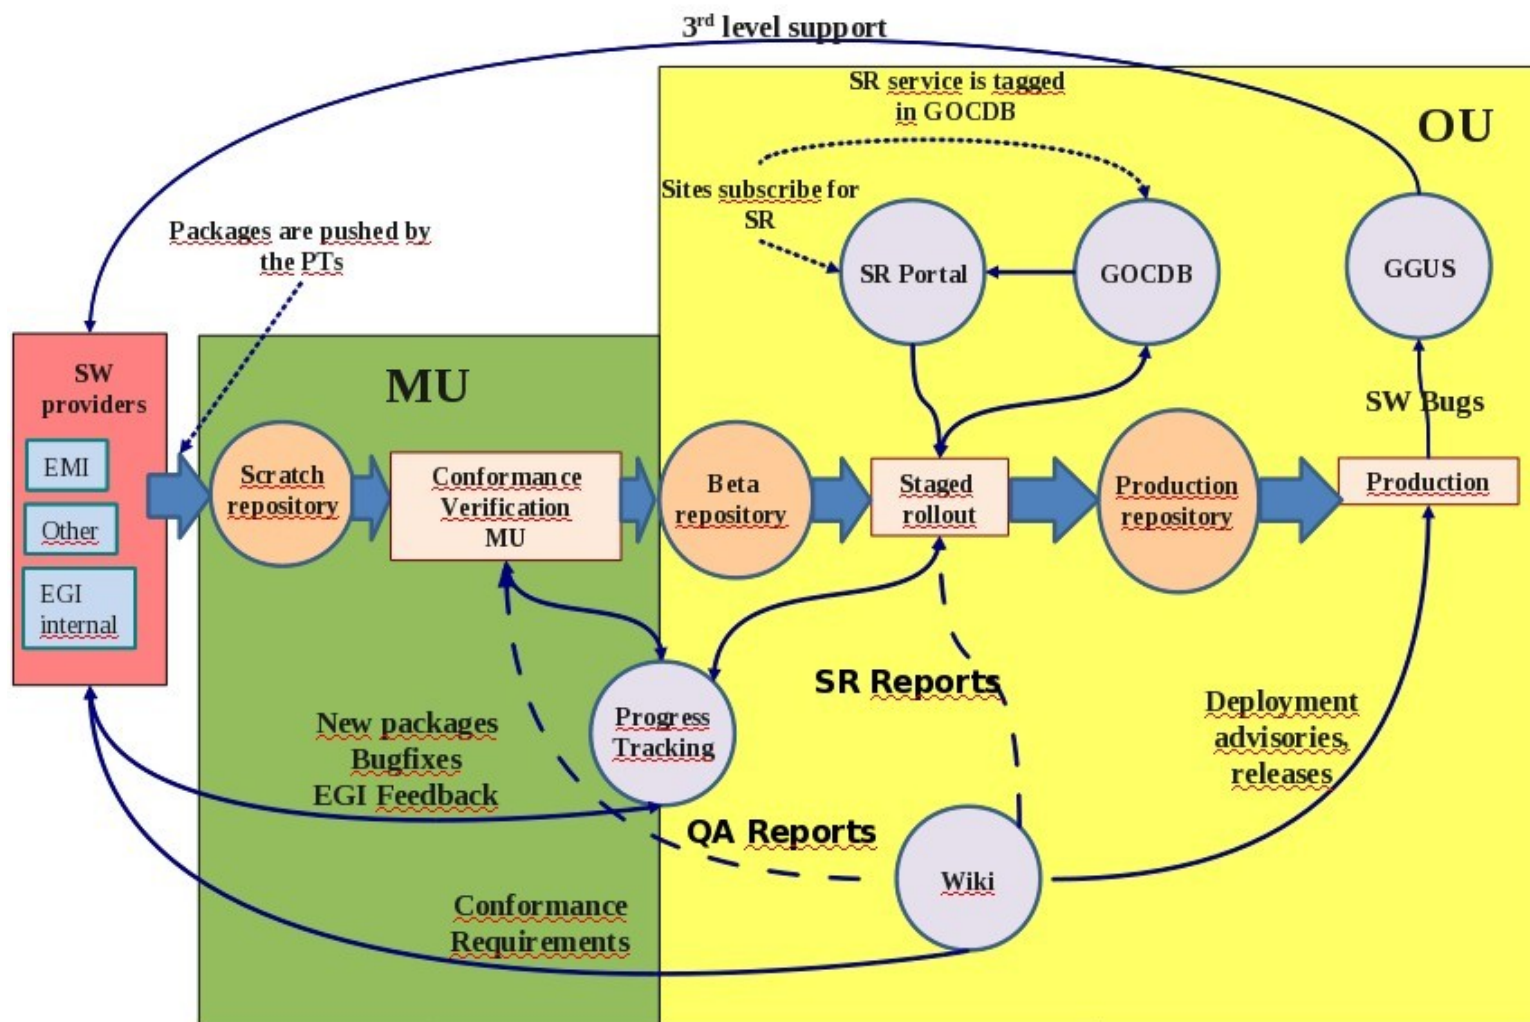 3rd level support
SR service is tagged
in GOCDB
OU
Sites subscribe for
SR
Packages are pushed by
the PTs
SR Portal
GOCDB
GGUS
SW
providers
MU
SW Bugs
EMI
Other
EGI
internal
Scratch
repository
Conformance
Verification
MU
Beta
repository
Staged
rollout
Production
repository
Production
SR Reports
New packages
Bugfixes
EGI Feedback
Progress
Tracking
Deployment
advisories,
releases
QA Reports
Wiki
Conformance
Requirements